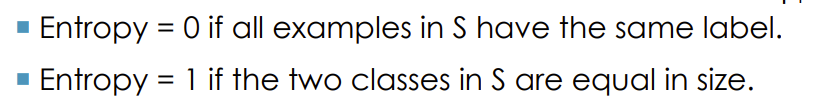 Entropy = 0 if all examples in S have the same label.
Entropy = 1 if the two classes in S are equal in size.